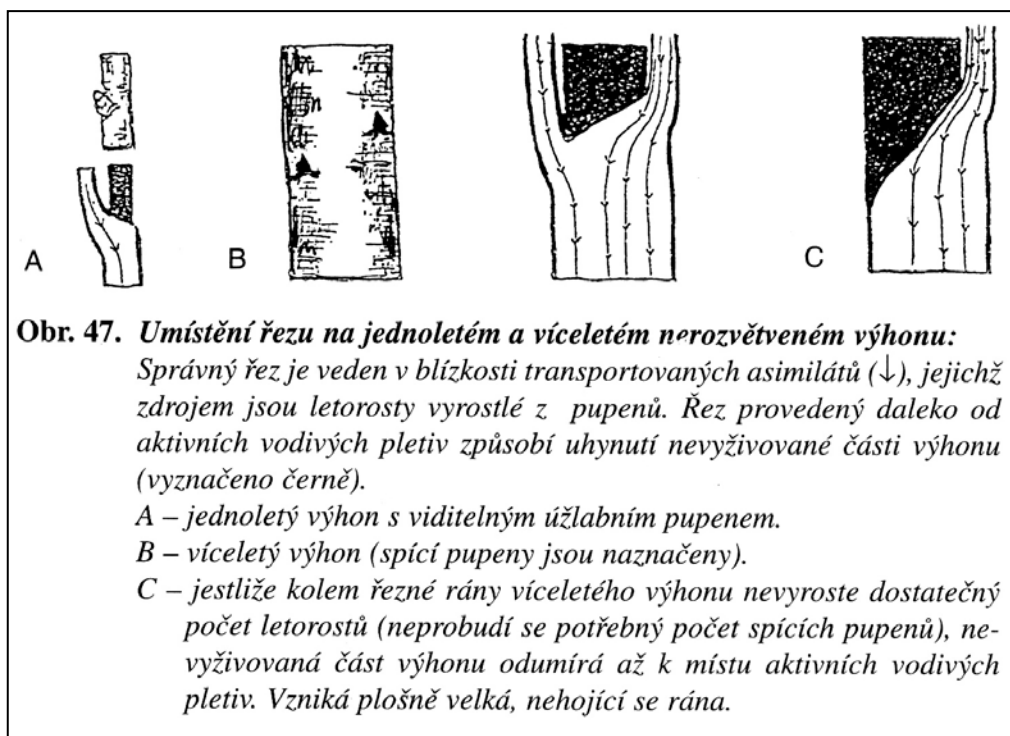 A
B
C
Obr. 47. Umístění řezu na jednoletém a víceletém nerozvětveném výhonu:
Správný řez je veden v blízkosti transportovaných asimilátů (↓), jejichž
zdrojem jsou letorosty vyrostlé z pupenů. Řez provedený daleko od
aktivních vodivých pletiv způsobí uhynutí nevyživované části výhonu
(vyznačeno černě).
A – jednoletý výhon s viditelným úžlabním pupenem.
B – víceletý výhon (spící pupeny jsou naznačeny).
C – jestliže kolem řezné rány víceletého výhonu nevyroste dostatečný
počet letorostů (neprobudí se potřebný počet spících pupenů), ne-
vyživovaná část výhonu odumírá až k místu aktivních vodivých
pletiv. Vzniká plošně velká, nehojící se rána.